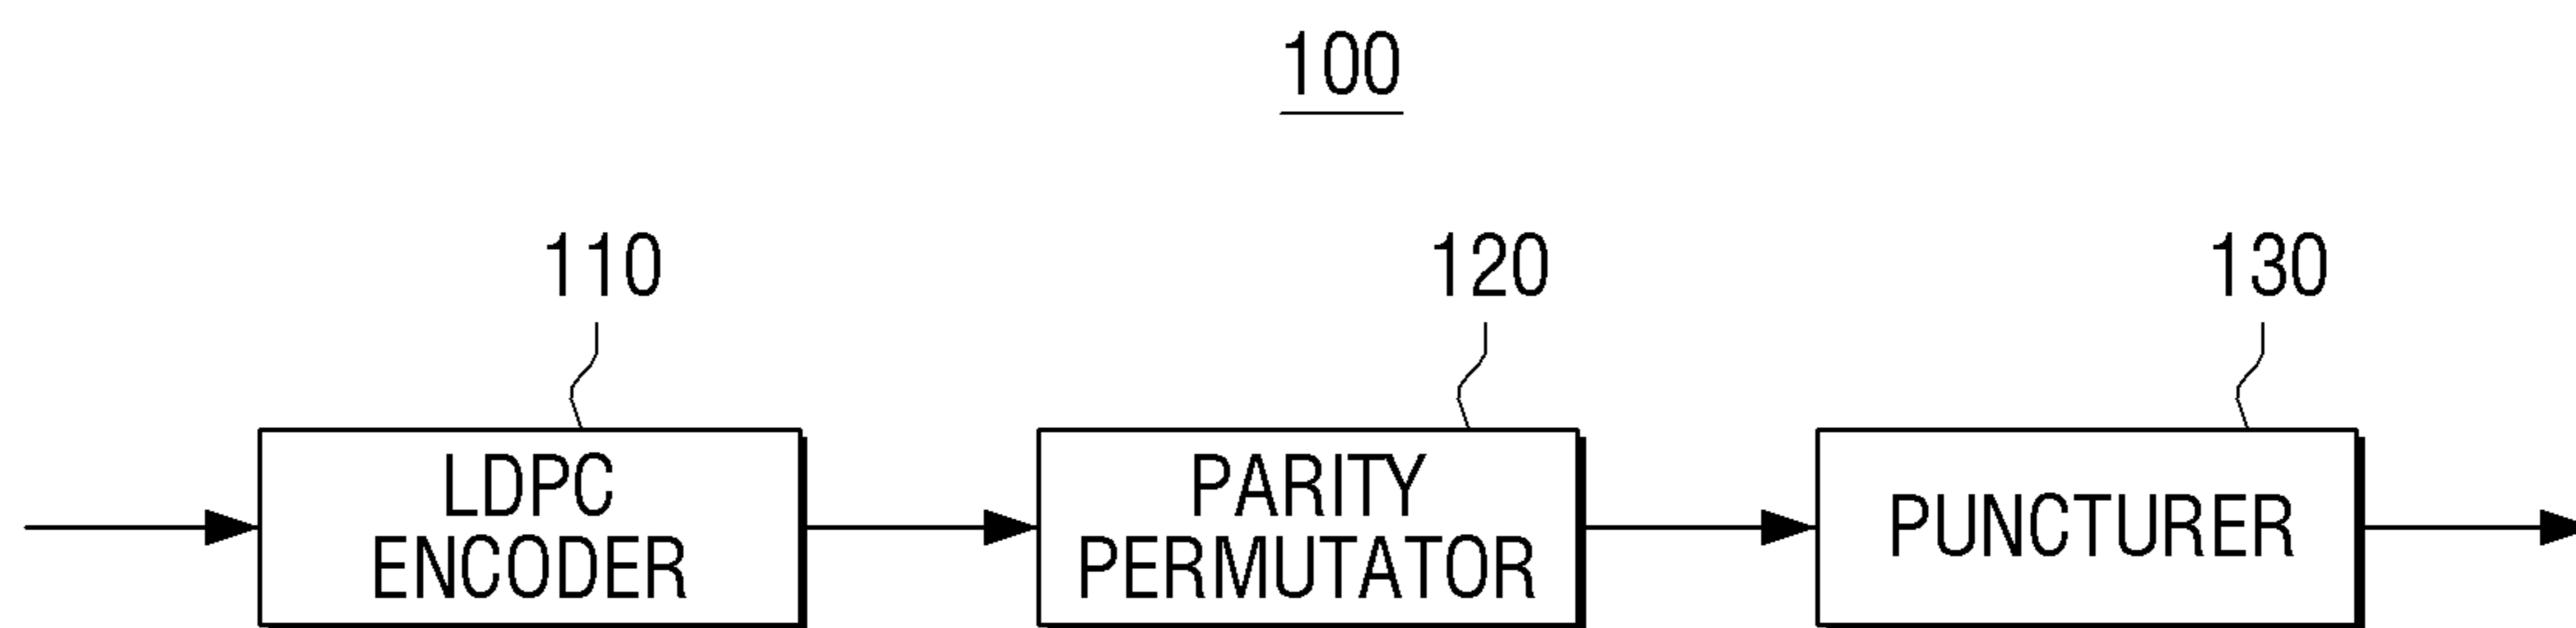 100
110
120
130
LDPC
ENCODER
PARITY
PERMUTATOR
PUNCTURER